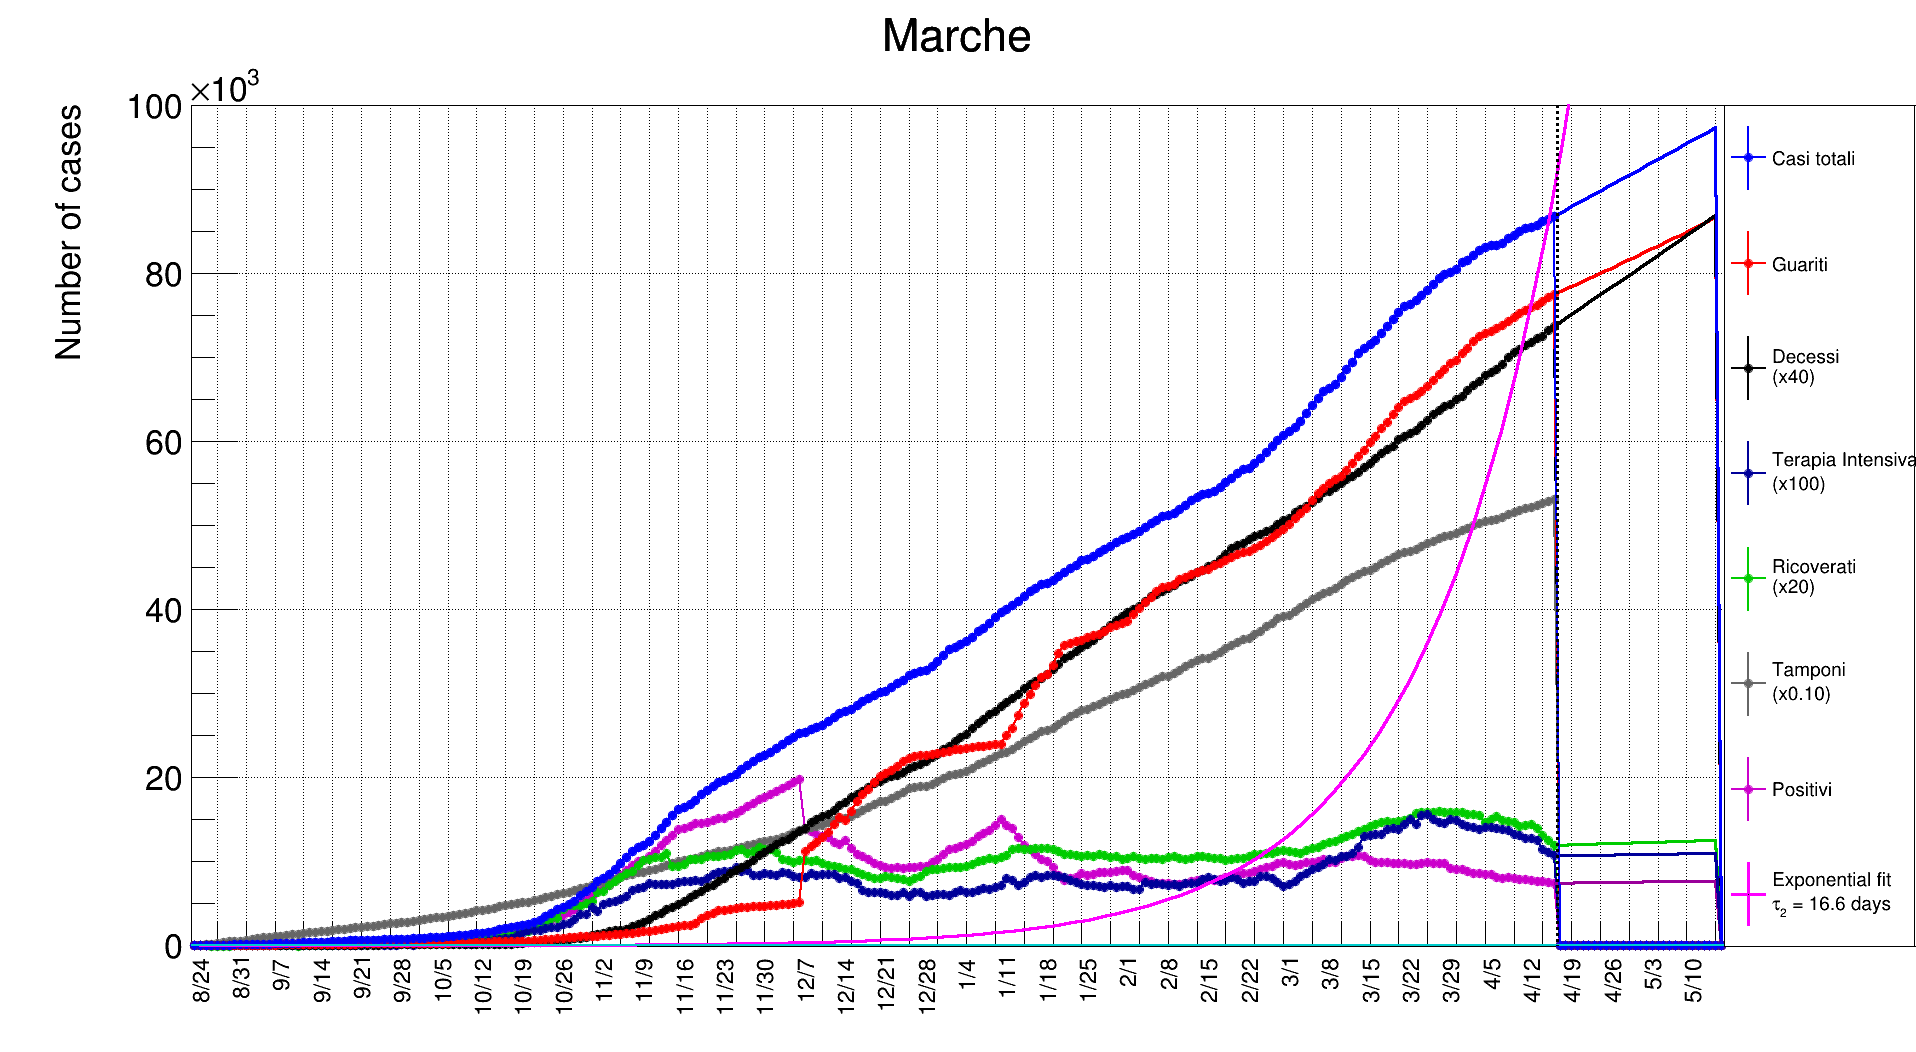 Marche
×10³
Number of cases
100
80
60
40
20
0
8/24 8/31 9/7 9/14 9/21 9/28 10/5 10/12 10/19 10/26 11/2 11/9 11/16 11/23 11/30 12/7 12/14 12/21 12/28 1/4 1/11 1/18 1/25 2/1 2/8 2/15 2/22 3/1 3/8 3/15 3/22 3/29 4/5 4/12 4/19 4/26 5/3 5/10
Casi totali
Guariti
Decessi
(x40)
Terapia Intensiva
(x100)
Ricoverati
(x20)
Tamponi
(x0.10)
Positivi
Exponential fit
τ₂ = 16.6 days